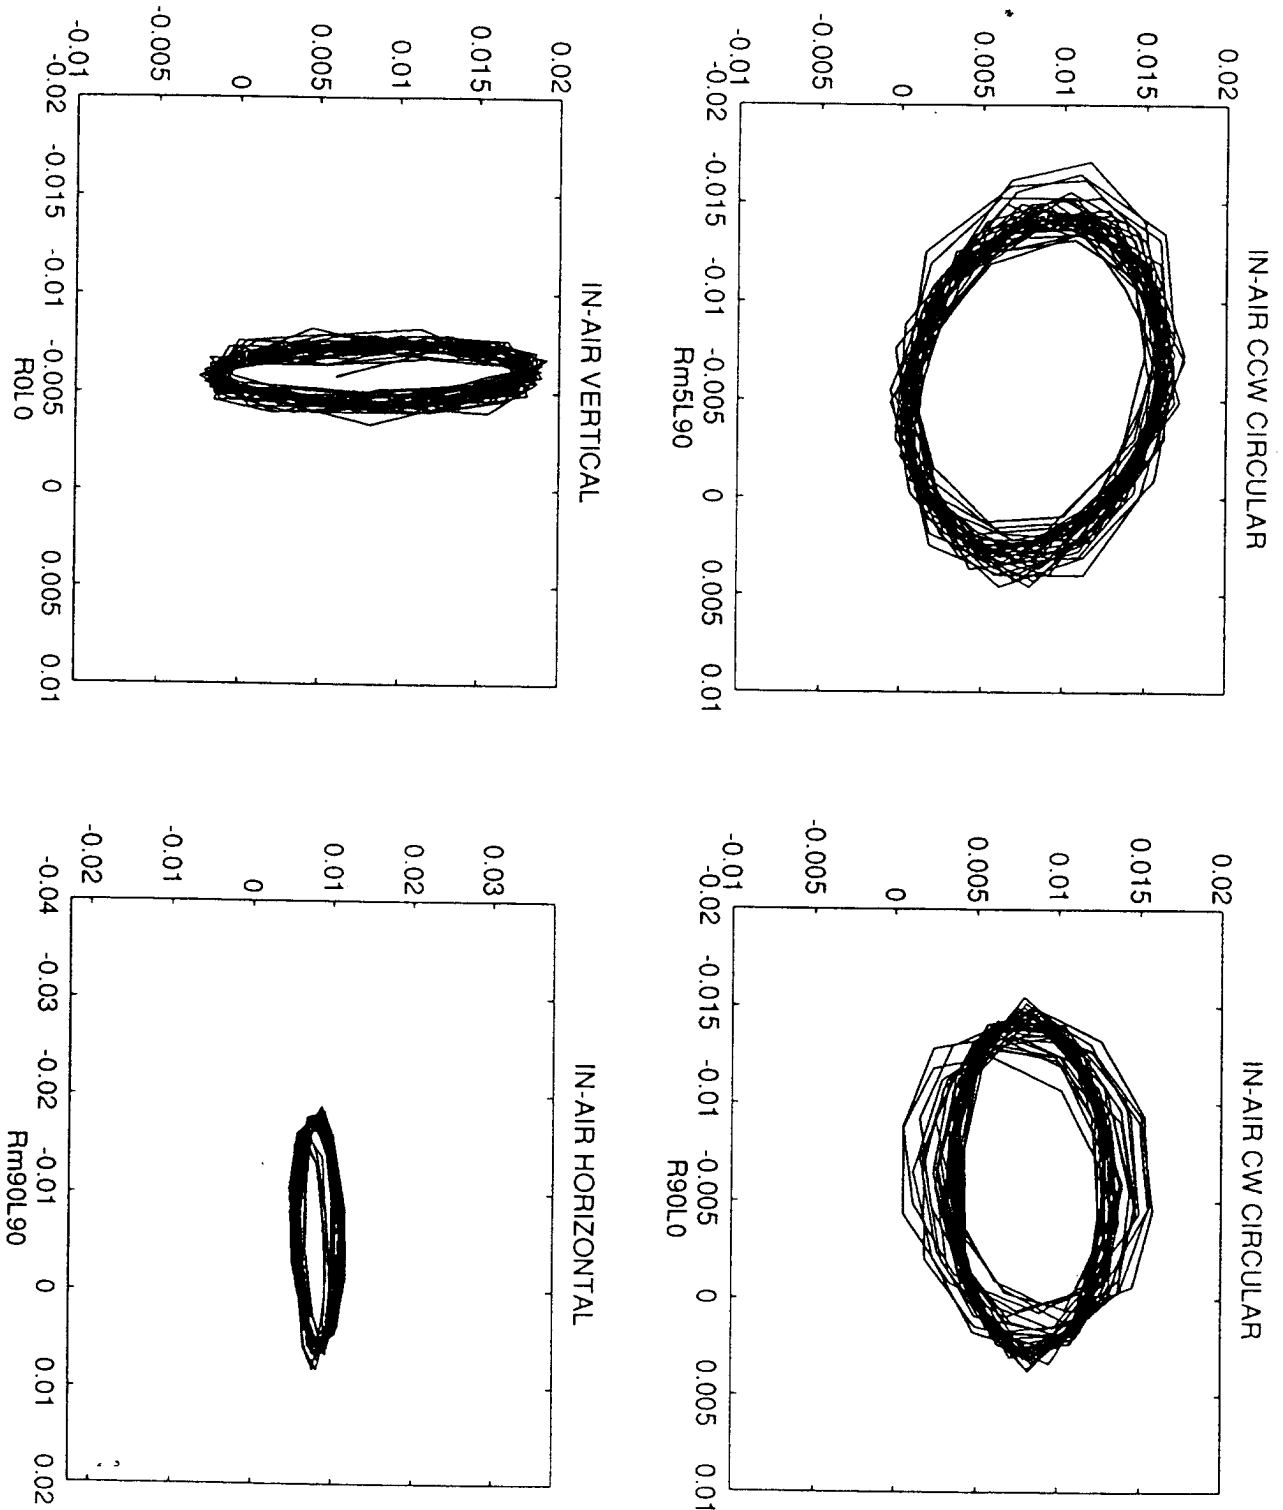 IN-AIR CCW CIRCULAR
0.02
0.015
0.01
0.005
0
-0.005
-0.01
-0.02 -0.015 -0.01 -0.005 0 0.005 0.01
Rm5L90
IN-AIR CW CIRCULAR
0.02
0.015
0.01
0.005
0
-0.005
-0.01
-0.02 -0.015 -0.01 -0.005 0 0.005 0.01
R90L0
IN-AIR VERTICAL
0.02
0.015
0.01
0.005
0
-0.005
-0.01
-0.02 -0.015 -0.01 -0.005 0 0.005 0.01
R0L0
IN-AIR HORIZONTAL
0.03
0.02
0.01
0
-0.01
-0.02
-0.04 -0.03 -0.02 -0.01 0 0.01 0.02
Rm90L90